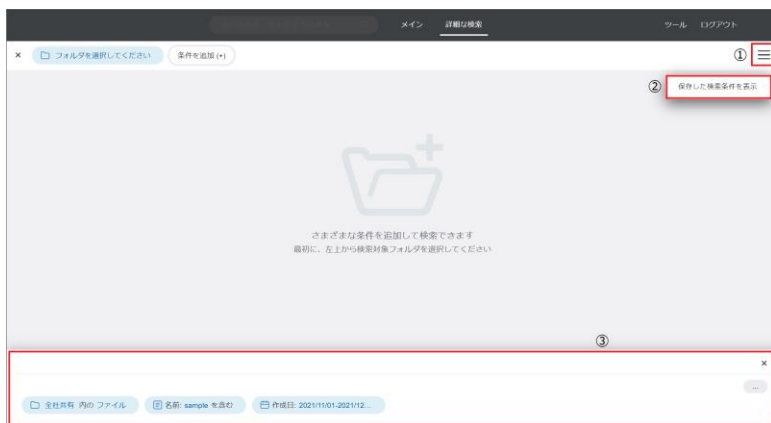 メイン 詳細な検索 ツール ログアウト
× フォルダを選択してください 条件を追加 (+) ①
② 保存した検索条件を表示
さまざまな条件を追加して検索できます
最初に、左上から検索対象フォルダを選択してください
③
×
...
全社共有 内の ファイル 名前: sample を含む 作成日: 2021/11/01-2021/12...